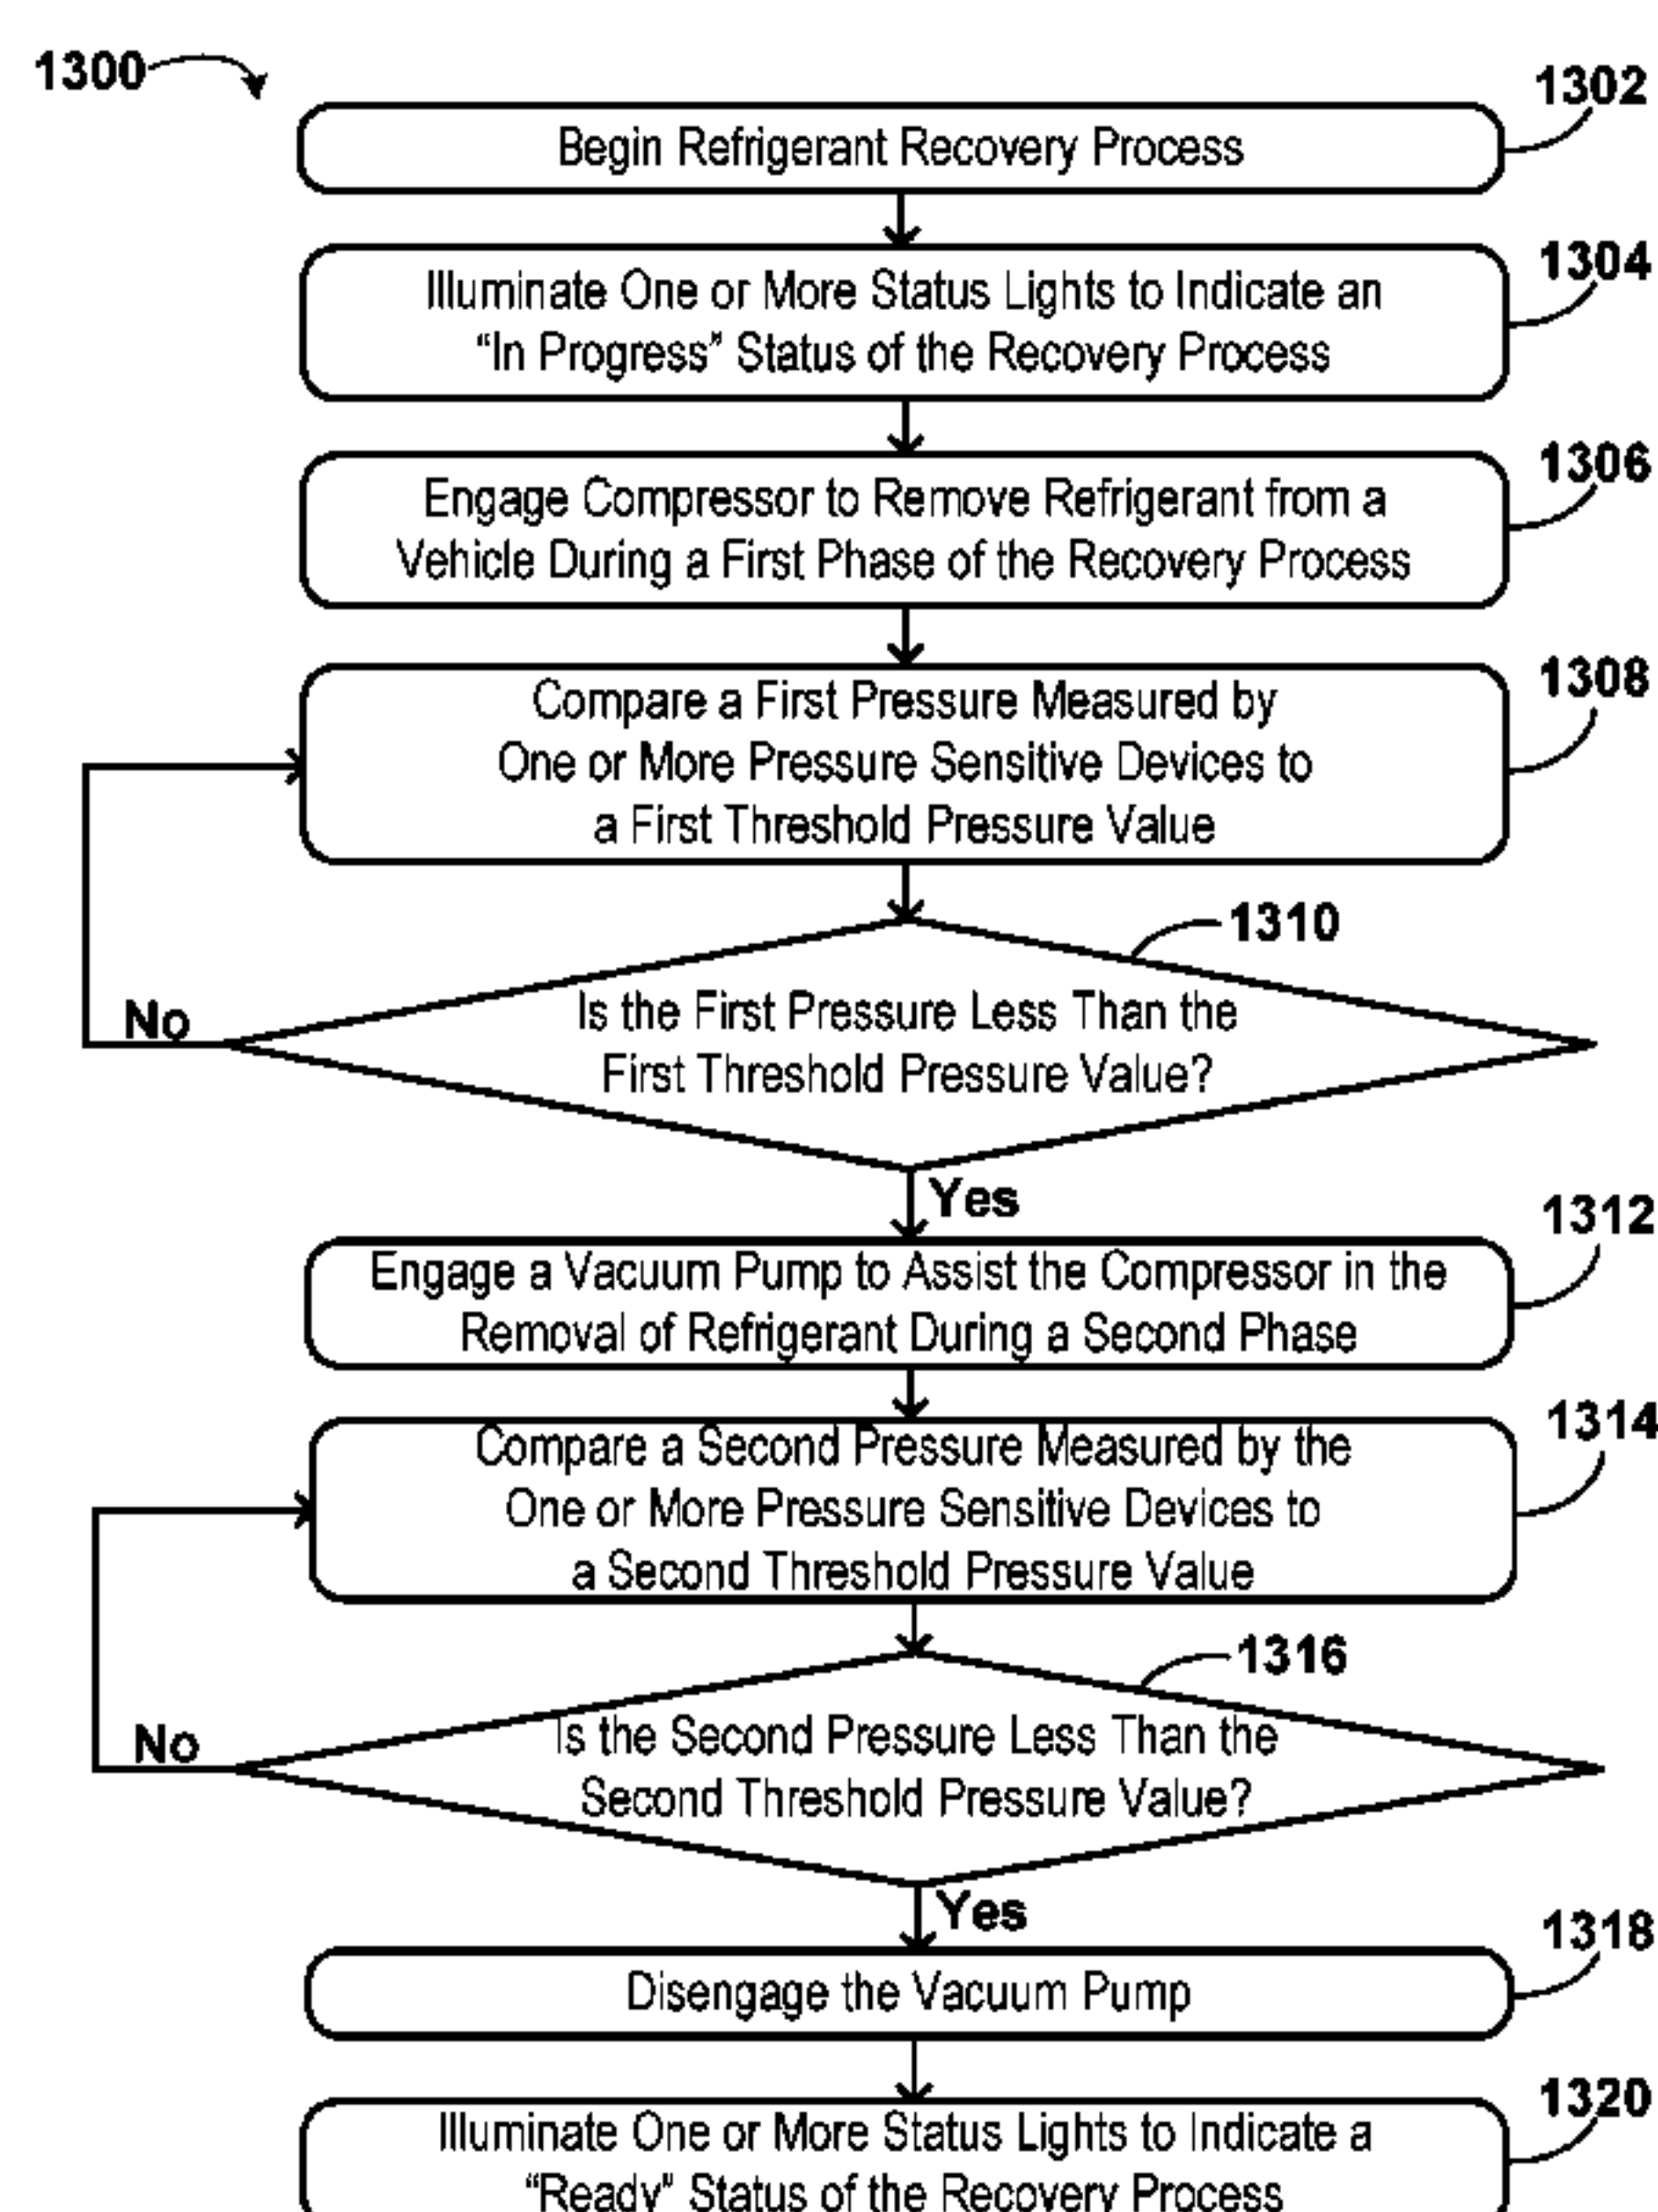 1300
1302
Begin Refrigerant Recovery Process
1304
Illuminate One or More Status Lights to Indicate an
“In Progress” Status of the Recovery Process
1306
Engage Compressor to Remove Refrigerant from a
Vehicle During a First Phase of the Recovery Process
1308
Compare a First Pressure Measured by
One or More Pressure Sensitive Devices to
a First Threshold Pressure Value
1310
Is the First Pressure Less Than the
First Threshold Pressure Value?
No
Yes
1312
Engage a Vacuum Pump to Assist the Compressor in the
Removal of Refrigerant During a Second Phase
1314
Compare a Second Pressure Measured by the
One or More Pressure Sensitive Devices to
a Second Threshold Pressure Value
1316
Is the Second Pressure Less Than the
Second Threshold Pressure Value?
No
Yes
1318
Disengage the Vacuum Pump
1320
Illuminate One or More Status Lights to Indicate a
“Ready” Status of the Recovery Process